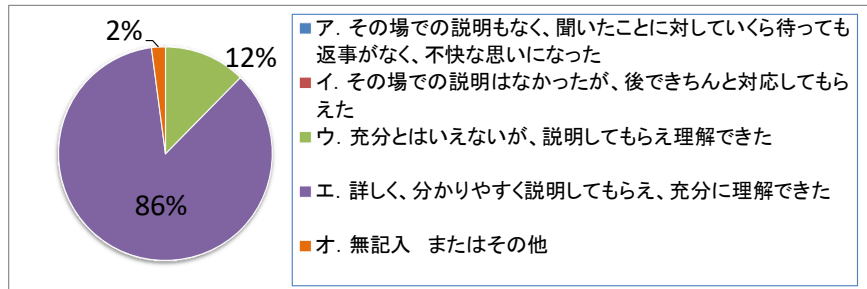 2%
12%
86%
ア．その場での説明もなく、聞いたことに対していくら待っても
返事がなく、不快な思いになった
イ．その場での説明はなかったが、後できちんと対応してもら
えた
ウ．充分とはいえないが、説明してもらえ理解できた
エ．詳しく、分かりやすく説明してもらえ、充分に理解できた
オ．無記入　またはその他